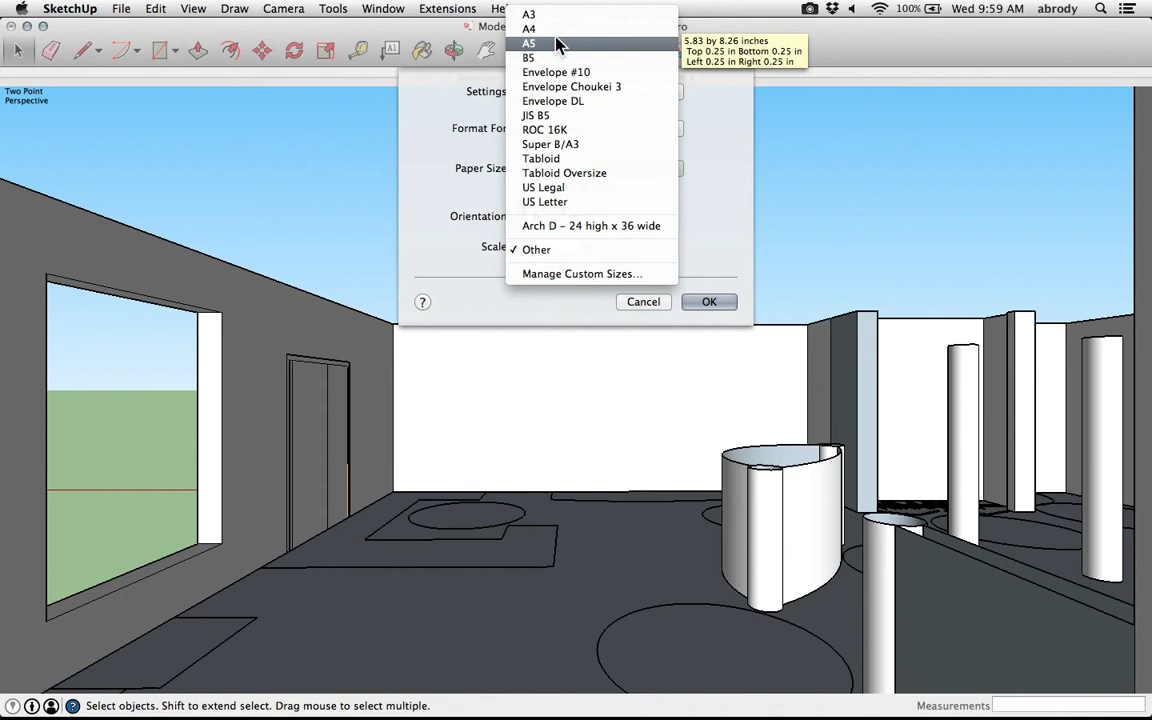 SketchUp File Edit View Draw Camera Tools Window Extensions 100% Wed 9:59 AM abrody
A3
A4
A5
B5
Envelope #10
Envelope Choukei 3
Envelope DL
JIS B5
ROC 16K
Super B/A3
Tabloid
Tabloid Oversize
US Legal
US Letter
Arch D – 24 high x 36 wide
✓ Other
Manage Custom Sizes...
5.83 by 8.26 inches
Top 0.25 in Bottom 0.25 in
Left 0.25 in Right 0.25 in
A1
Settings
Format For
Paper Size
Orientation
Scale
?
Cancel
OK
Two Point
Perspective
Select objects. Shift to extend select. Drag mouse to select multiple.
Measurements